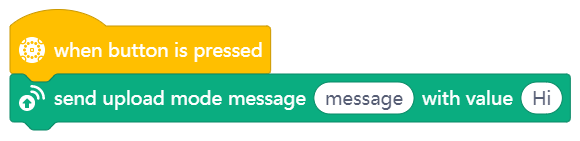 when button is pressed
send upload mode message message with value Hi